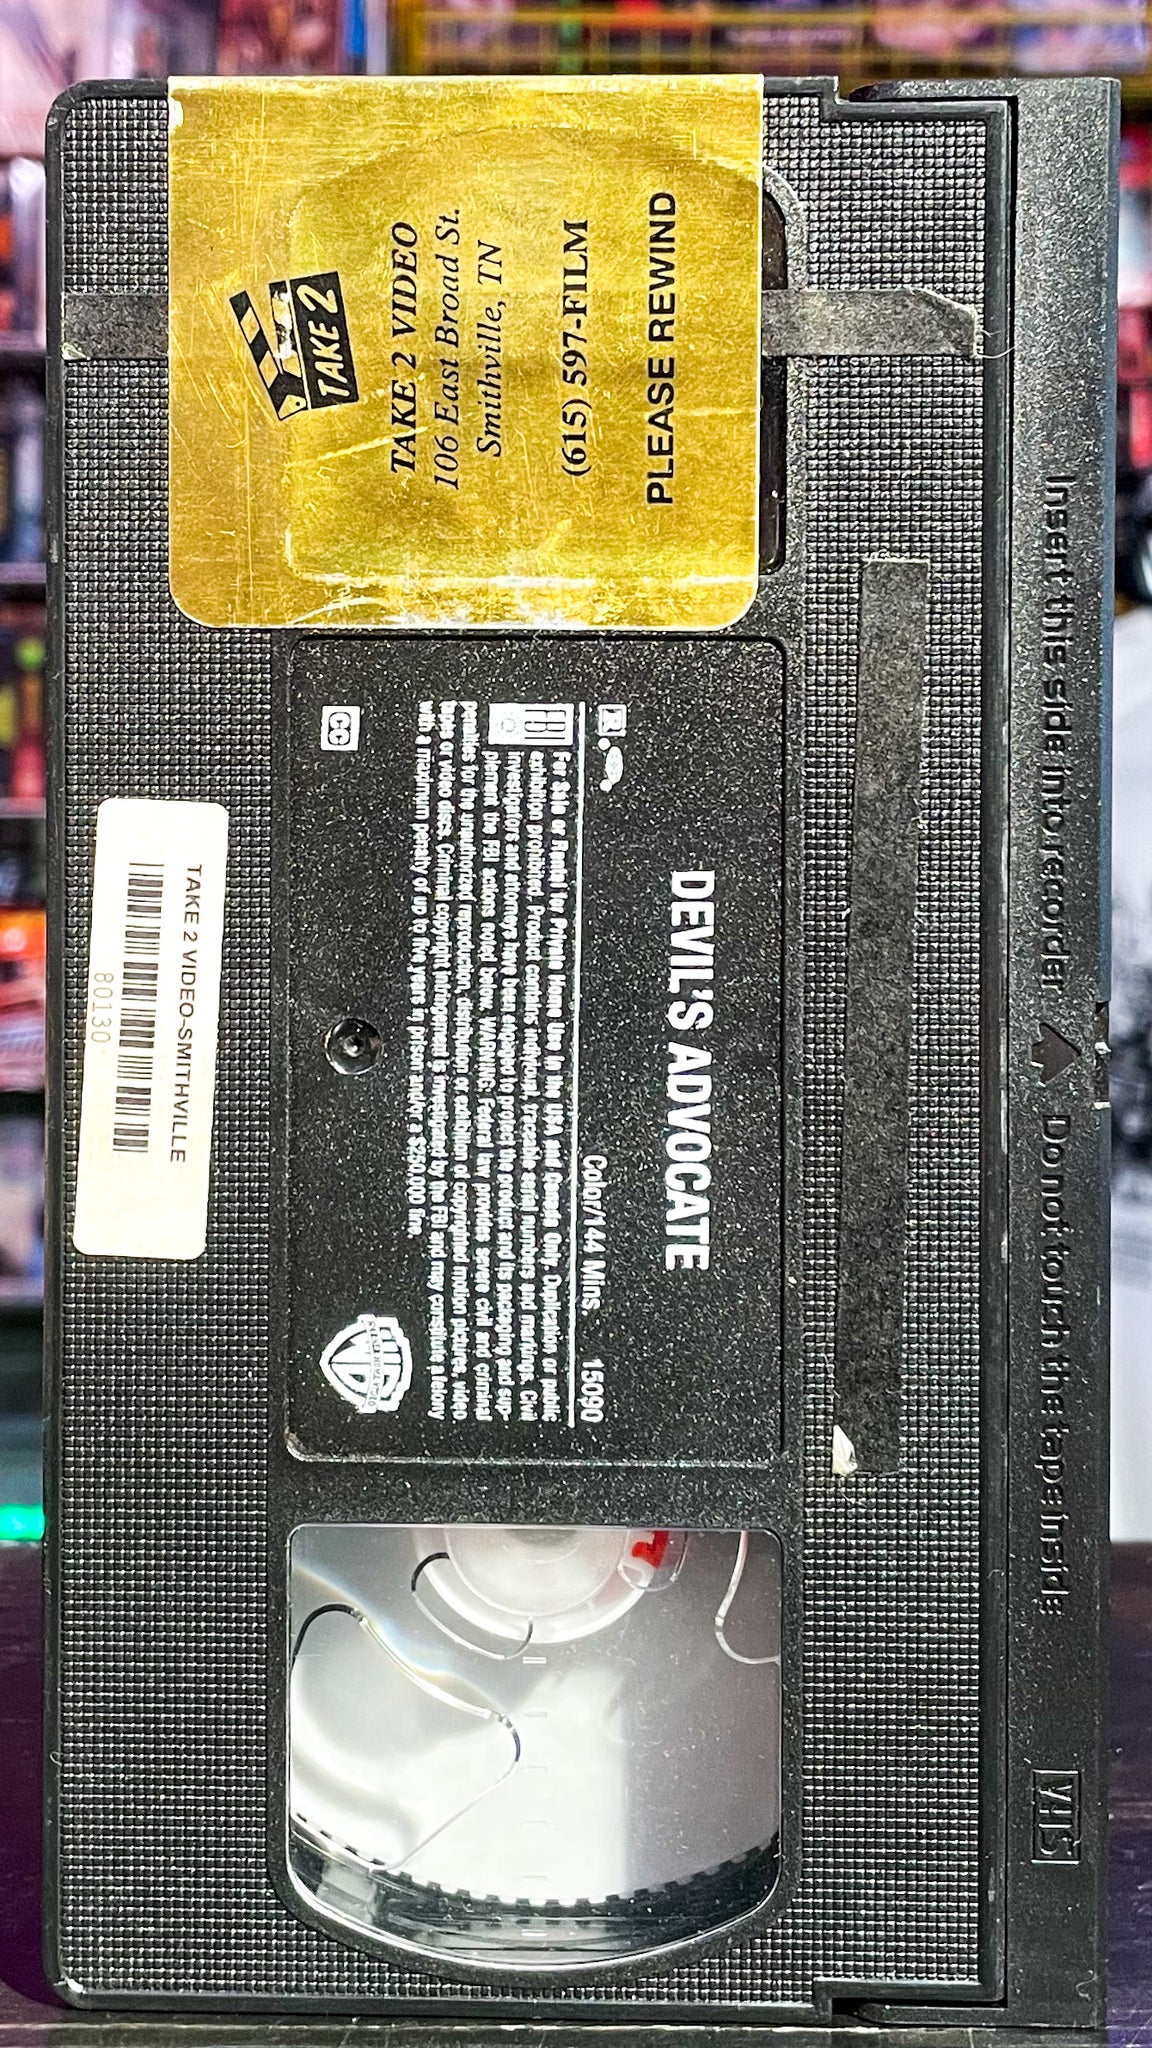 TAKE 2
TAKE 2 VIDEO
106 East Broad St.
Smithville, TN
(615) 597-FILM
PLEASE REWIND
DEVIL'S ADVOCATE
Color/144 Mins. 15090
R
For Sale or Rental for Private Home Use in the USA and Canada Only. Duplication or public
exhibition prohibited. Product contains noticeant, traceable serial numbers and markings. Civil
investigators and attorneys have been engaged to protect the product and its packaging and sup-
plement the FBI actions noted below. WARNING: Federal law provides severe civil and criminal
penalties for the unauthorized reproduction, distribution or exhibition of copyrighted motion pictures, video
tapes or video discs. Criminal copyright infringement is investigated by the FBI and may constitute a felony
with a maximum penalty of up to five years in prison and/or a $250,000 fine.
CC
TAKE 2 VIDEO-SMITHVILLE
80130
Insert this side into recorder Do not touch the tape inside
VHS